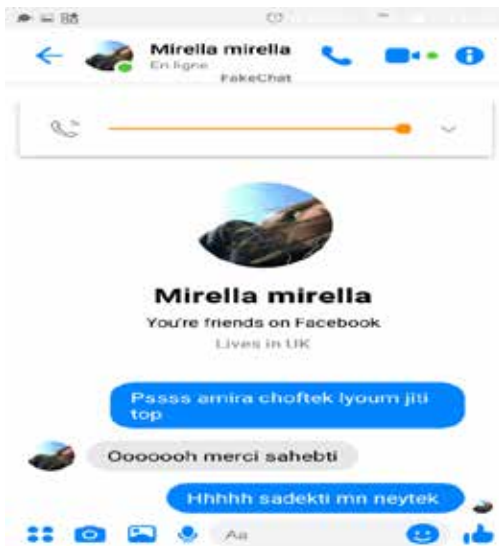 Mirella mirella
En ligne
FakeChat
Mirella mirella
You're friends on Facebook
Lives in UK
Pssss amira choftek lyoum jiti
top
Ooooooh merci sahebti
Hhhhh sadekti mn neytek
Aa